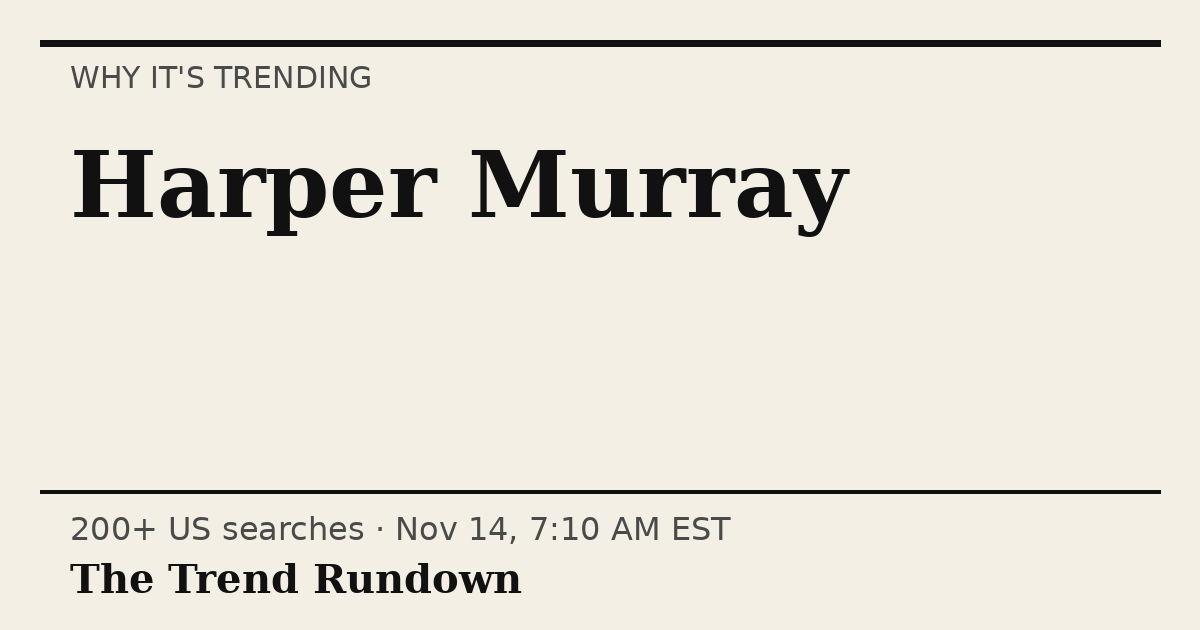 WHY IT'S TRENDING
Harper Murray
200+ US searches · Nov 14, 7:10 AM EST
The Trend Rundown